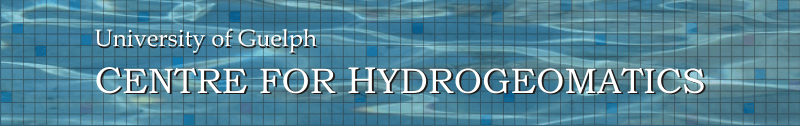 University of Guelph
CENTRE FOR HYDROGEOMATICS